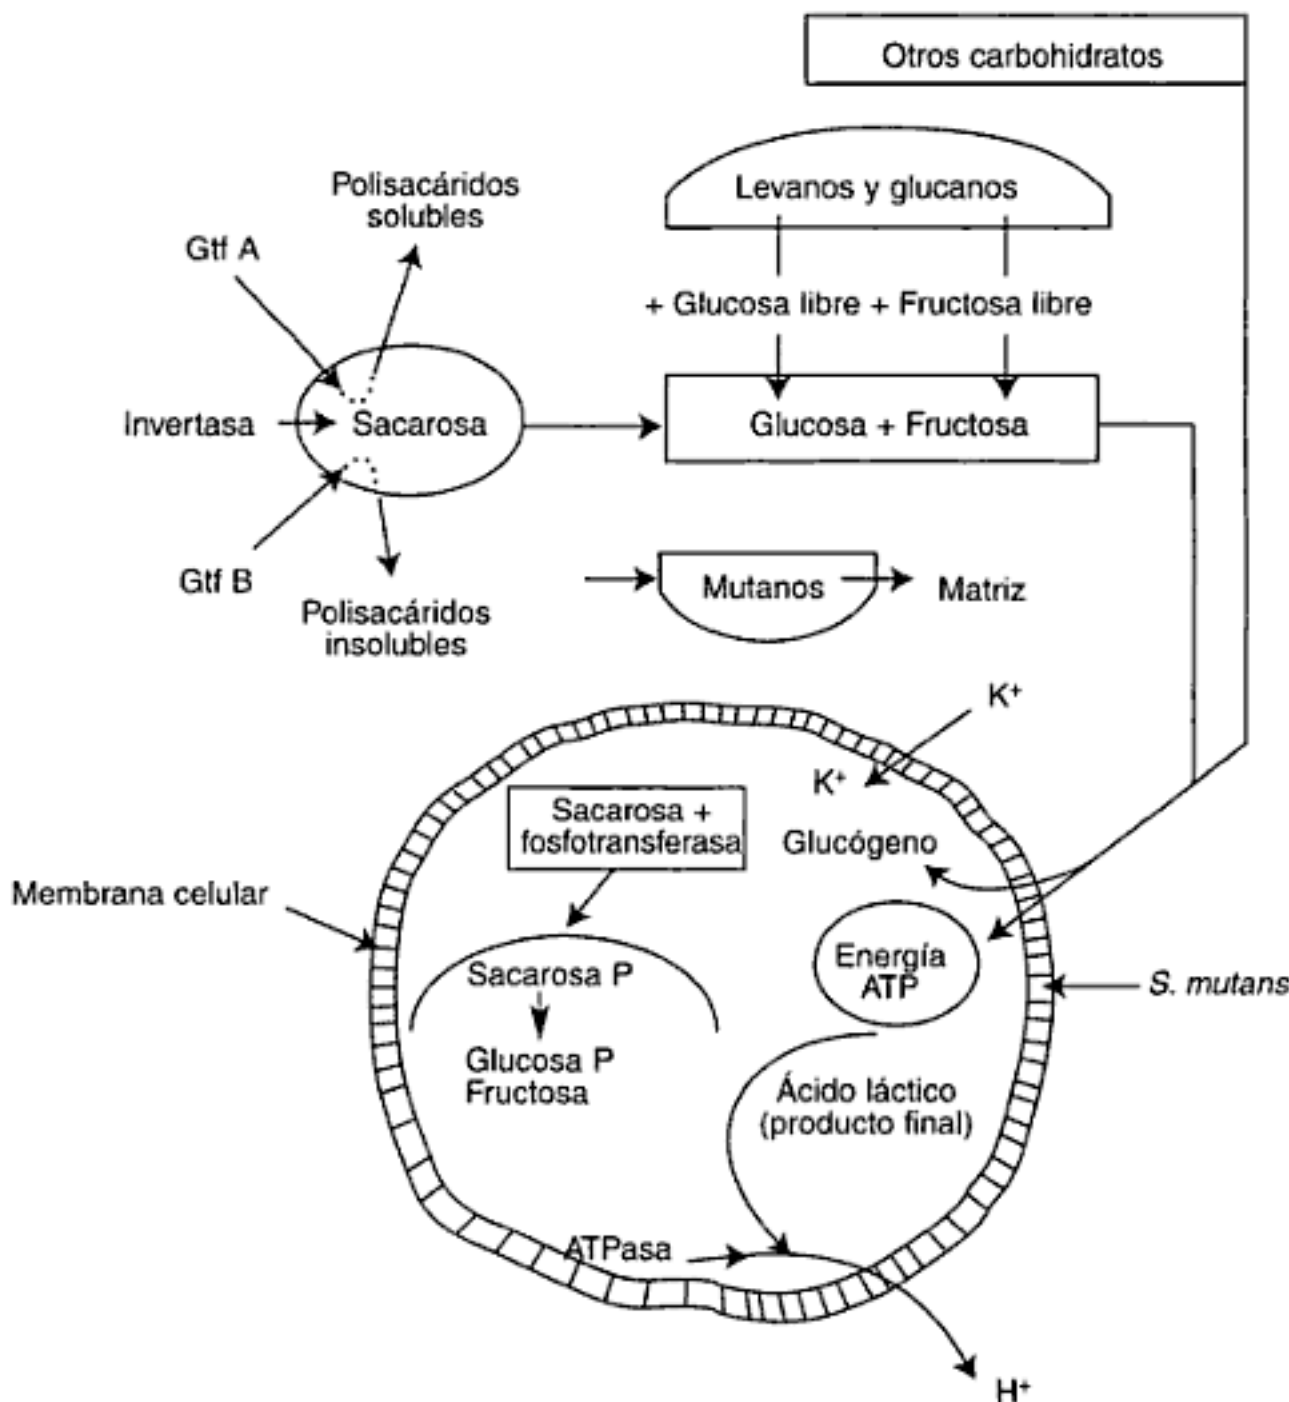 Otros carbohidratos
Polisacáridos
solubles
Levanos y glucanos
Gtf A
+ Glucosa libre + Fructosa libre
Invertasa
Sacarosa
Glucosa + Fructosa
Gtf B
Polisacáridos
insolubles
Mutanos
Matriz
K⁺
K⁺
Sacarosa +
fosfotransferasa
Glucógeno
Membrana celular
Energía
ATP
Sacarosa P
S. mutans
Glucosa P
Fructosa
Ácido láctico
(producto final)
ATPasa
H⁺